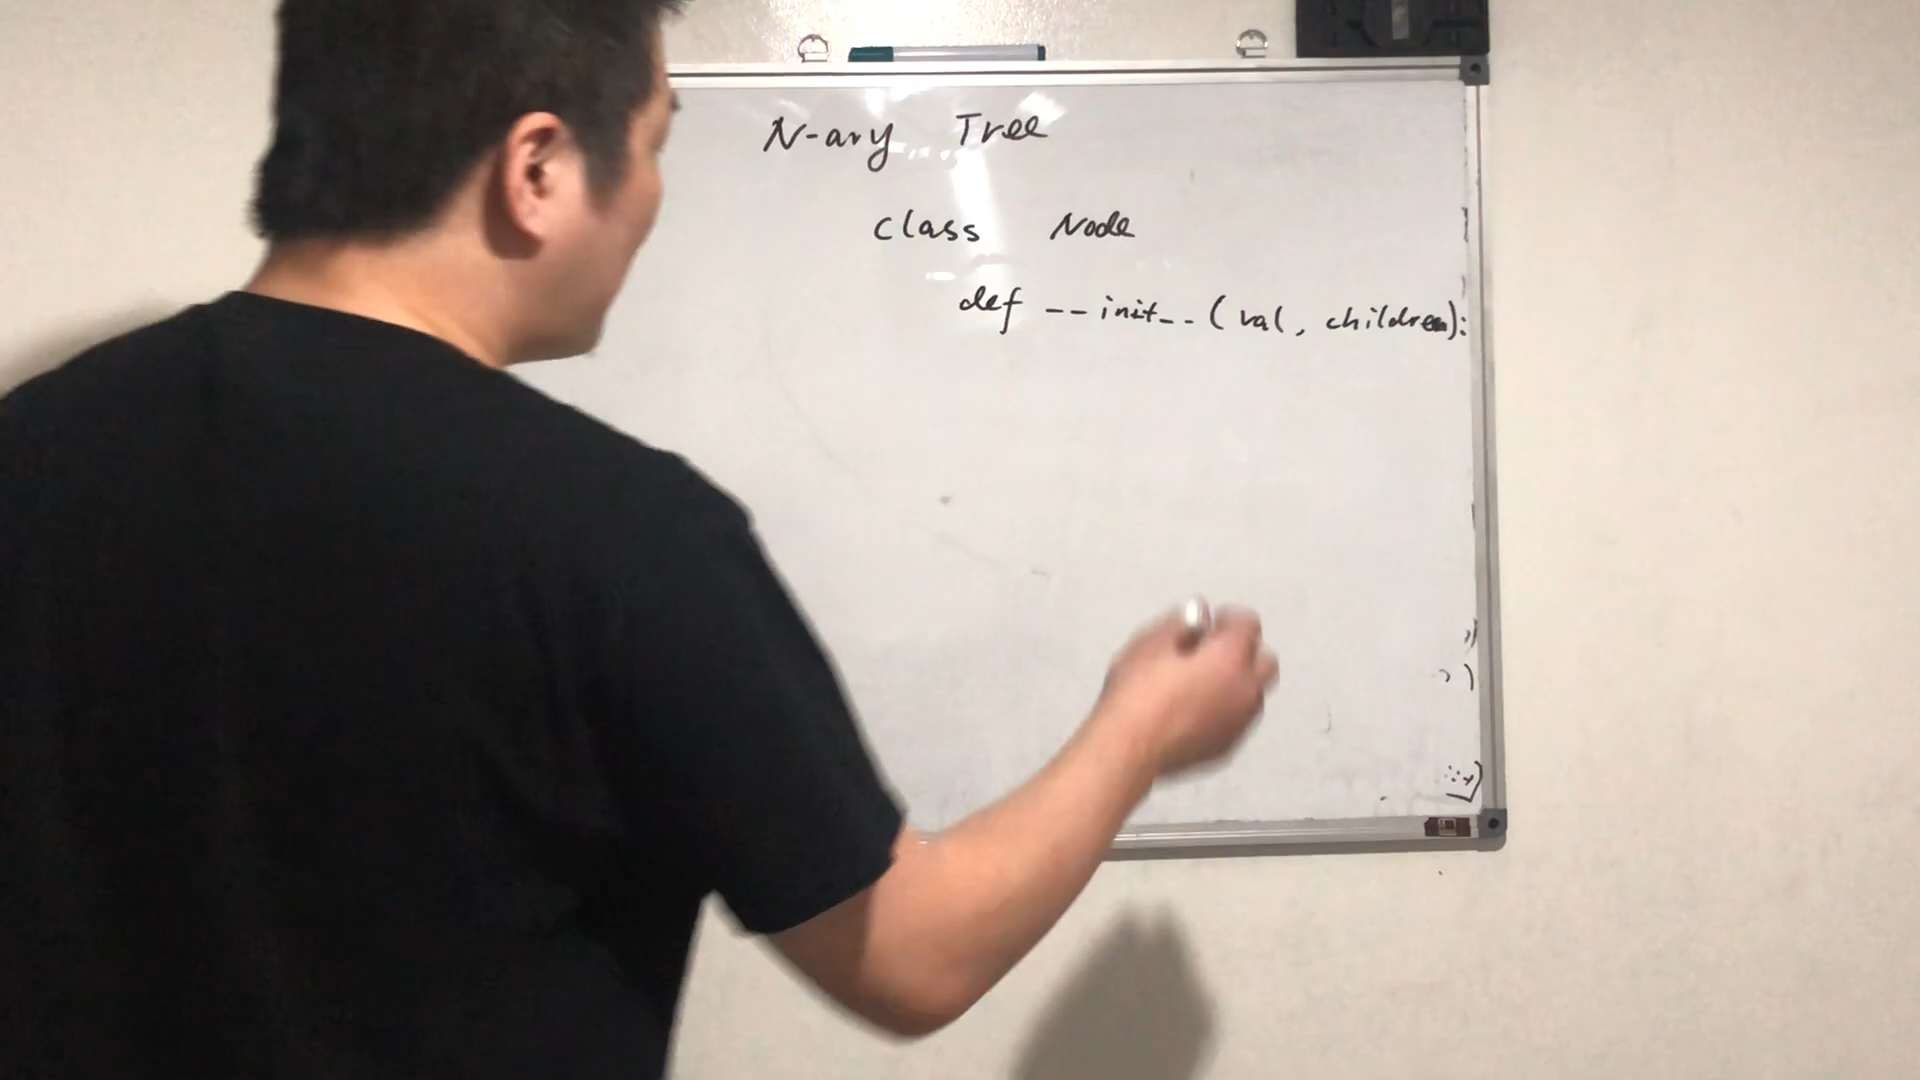 N-ary Tree
class Node
def __init__(val, children):